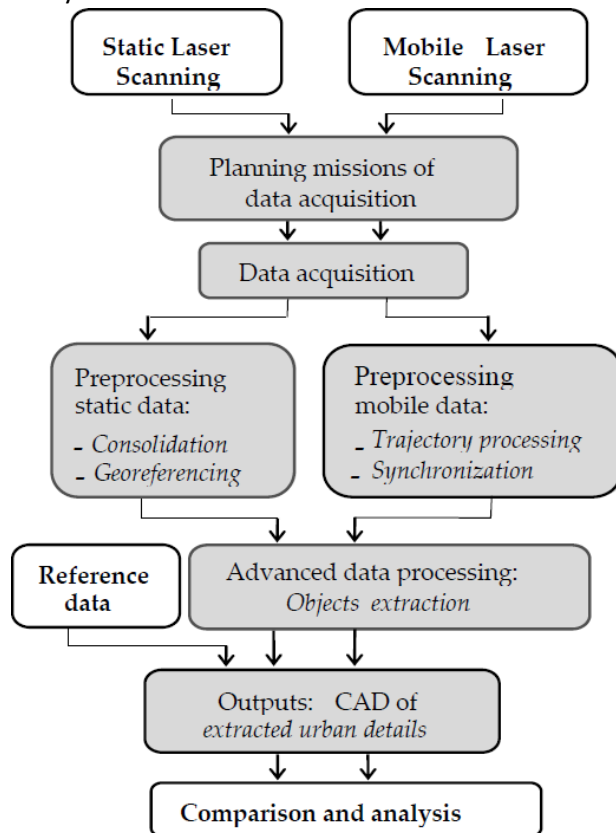 Static Laser
Scanning
Mobile Laser
Scanning
Planning missions of
data acquisition
Data acquisition
Preprocessing
static data:
- Consolidation
- Georeferencing
Preprocessing
mobile data:
- Trajectory processing
- Synchronization
Reference
data
Advanced data processing:
Objects extraction
Outputs: CAD of
extracted urban details
Comparison and analysis